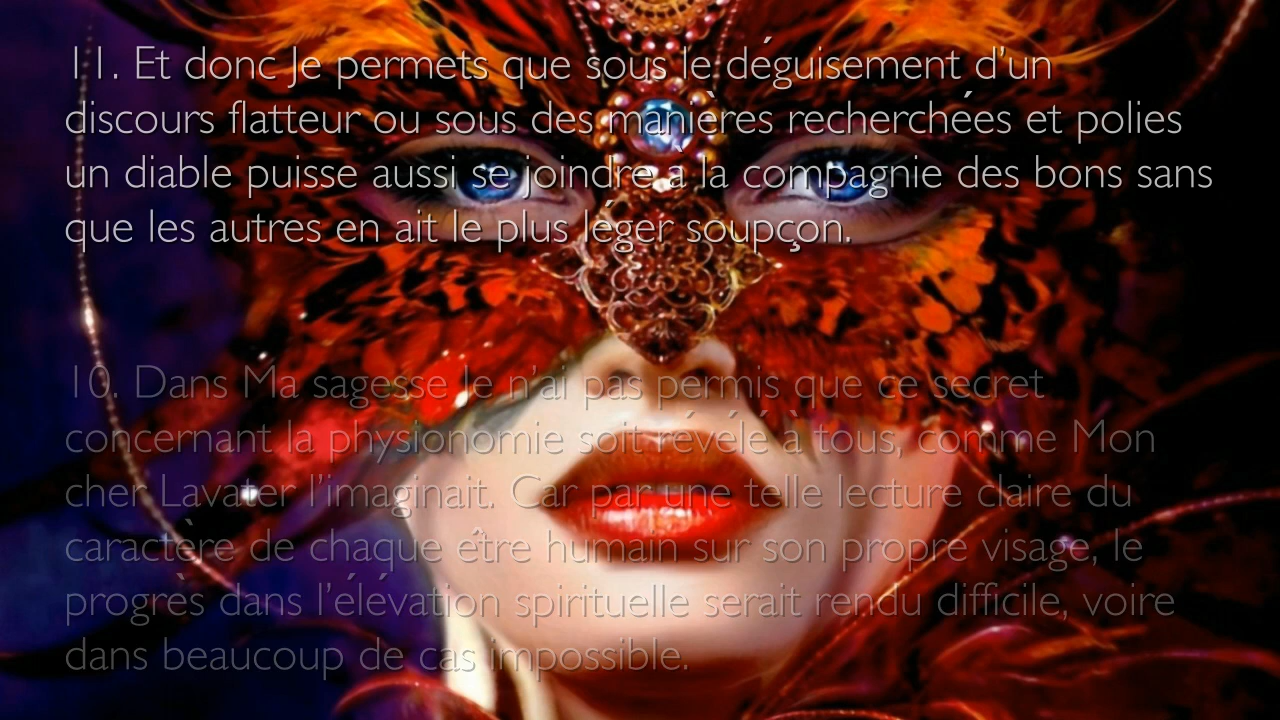 11. Et donc Je permets que sous le déguisement d'un
discours flatteur ou sous des manières recherchées et polies
un diable puisse aussi se joindre à la compagnie des bons sans
que les autres en ait le plus léger soupçon.
10. Dans Ma sagesse Je n'ai pas permis que ce secret
concernant la physionomie soit révélé à tous, comme Mon
cher Lavater l'imaginait. Car par une telle lecture claire du
caractère de chaque être humain sur son propre visage, le
progrès dans l'élévation spirituelle serait rendu difficile, voire
dans beaucoup de cas impossible.